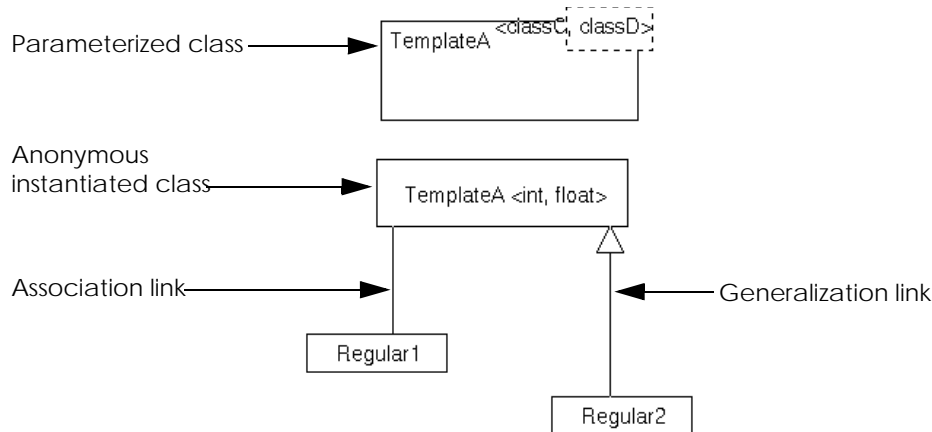 Parameterized class
TemplateA <classC, classD>
Anonymous
instantiated class
TemplateA <int, float>
Association link
Generalization link
Regular1
Regular2